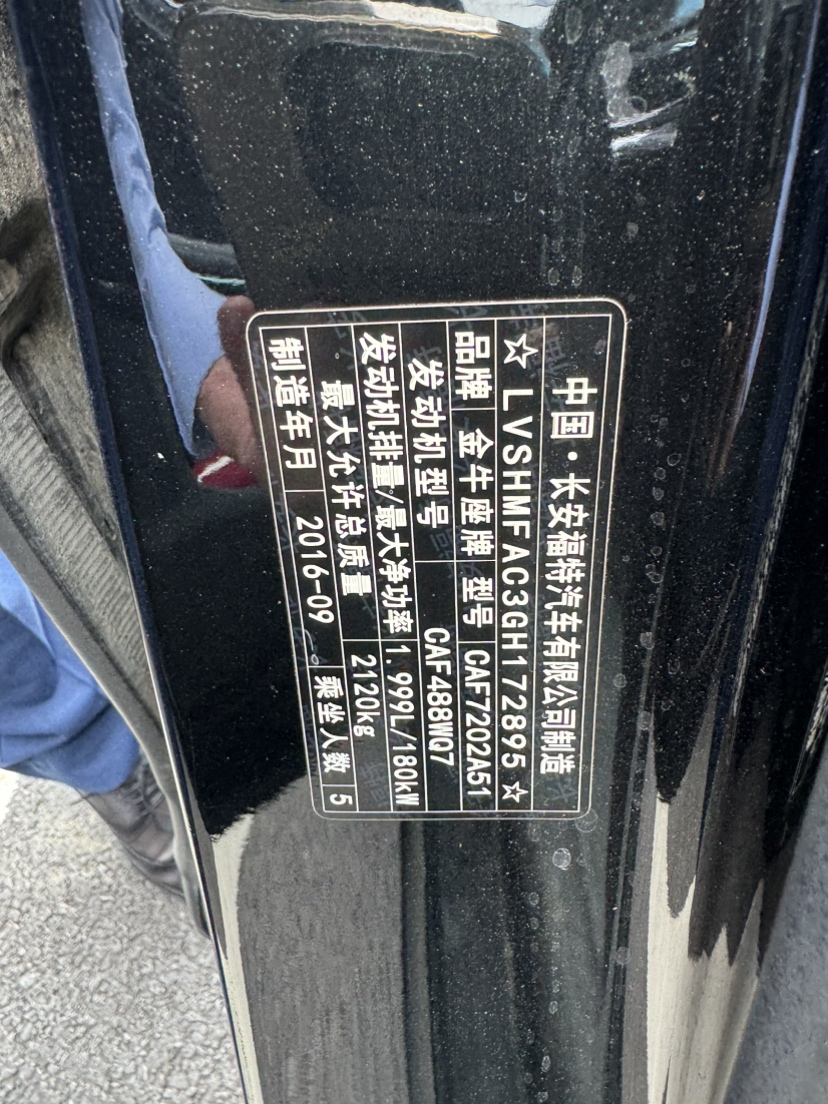 中国·长安福特汽车有限公司制造
☆LVSHMFAC3GH172895☆
品牌 金牛座牌 型号 CAF7202A51
发动机型号 CAF488WQ7
发动机排量/最大净功率 1.999L/180kW
最大允许总质量 2120kg
制造年月 2016-09 乘坐人数 5